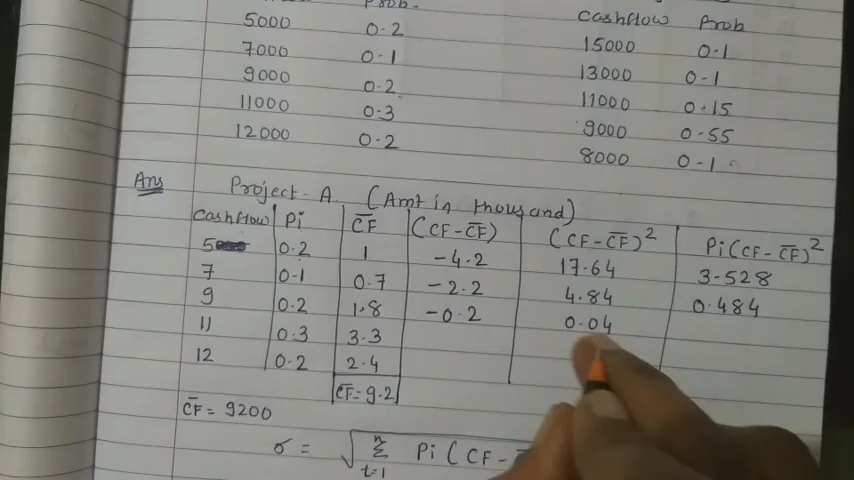 Prob.
5000 0.2
7000 0.1
9000 0.2
11000 0.3
12000 0.2
Cashflow Prob
15000 0.1
13000 0.1
11000 0.15
9000 0.55
8000 0.1
Ans Project-A. (Amt in thousand)
Cashflow Pi C̅F̅ (CF-C̅F̅) (CF-C̅F̅)² Pi(CF-C̅F̅)²
5 0.2 1 -4.2 17.64 3.528
7 0.1 0.7 -2.2 4.84 0.484
9 0.2 1.8 -0.2 0.04
11 0.3 3.3
12 0.2 2.4
C̅F̅=9.2
C̅F̅ = 9200
σ = √ n Σ t=1 Pi (CF-